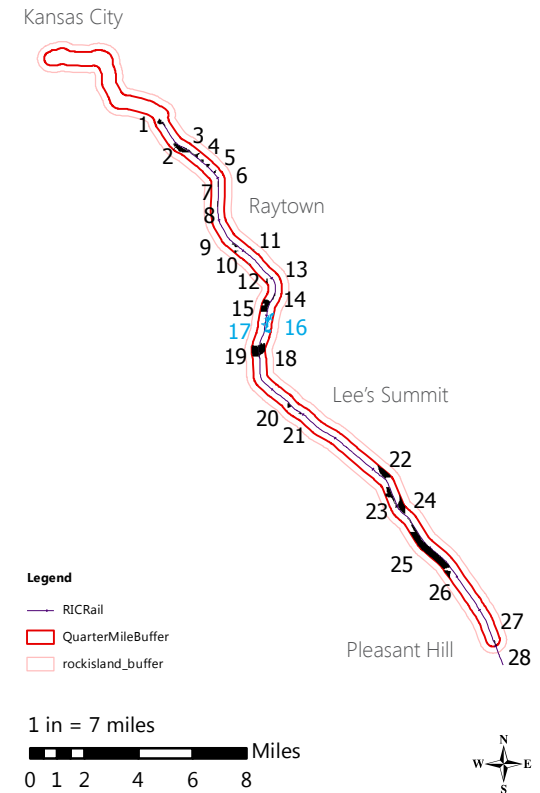 Kansas City
1
2
3
4
5
6
7
8
Raytown
9
10
11
12
13
14
15
16
17
18
19
Lee's Summit
20
21
22
23
24
25
26
27
Pleasant Hill
28
Legend
RICRail
QuarterMileBuffer
rockisland_buffer
1 in = 7 miles
Miles
0 1 2 4 6 8
N
W E
S